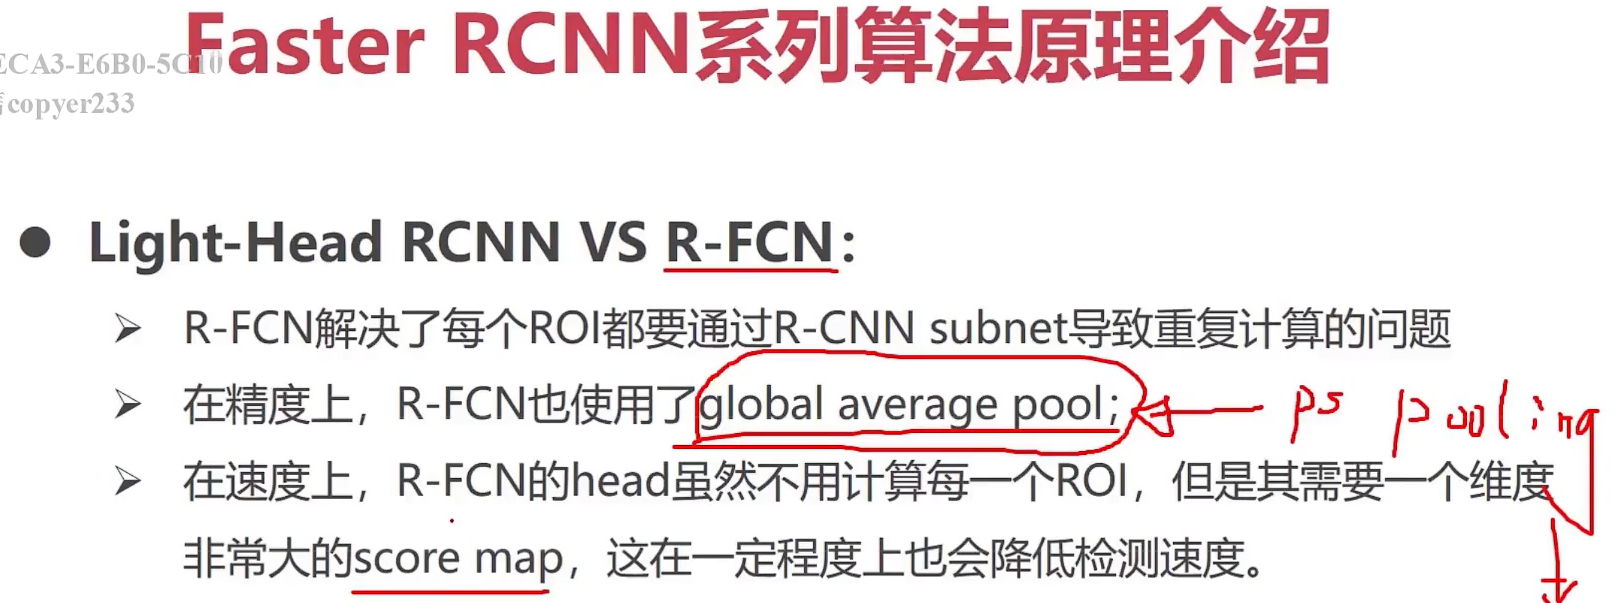 Faster RCNN系列算法原理介绍
ECA3-E6B0-5C10
copyer233
Light-Head RCNN VS R-FCN：
R-FCN解决了每个ROI都要通过R-CNN subnet导致重复计算的问题
在精度上，R-FCN也使用了global average pool；
ps pooling
在速度上，R-FCN的head虽然不用计算每一个ROI，但是其需要一个维度
非常大的score map，这在一定程度上也会降低检测速度。